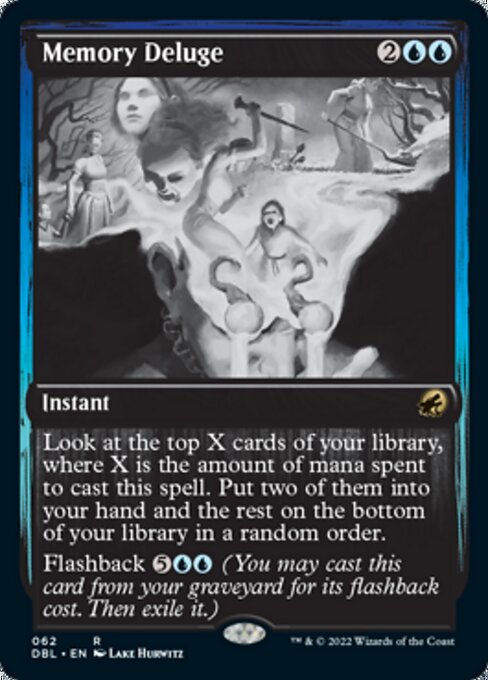 Memory Deluge 2
Instant
Look at the top X cards of your library,
where X is the amount of mana spent
to cast this spell. Put two of them into
your hand and the rest on the bottom
of your library in a random order.
Flashback 5 (You may cast this
card from your graveyard for its flashback
cost. Then exile it.)
062 R
DBL • EN LAKE HURWITZ
™ & © 2022 Wizards of the Coast